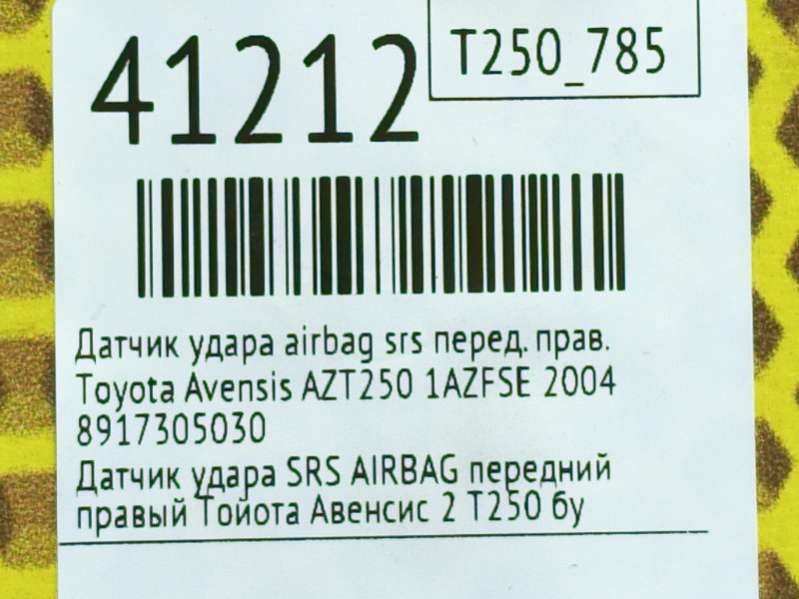 41212
T250_785
Датчик удара airbag srs перед. прав.
Toyota Avensis AZT250 1AZFSE 2004
8917305030
Датчик удара SRS AIRBAG передний
правый Тойота Авенсис 2 Т250 бу